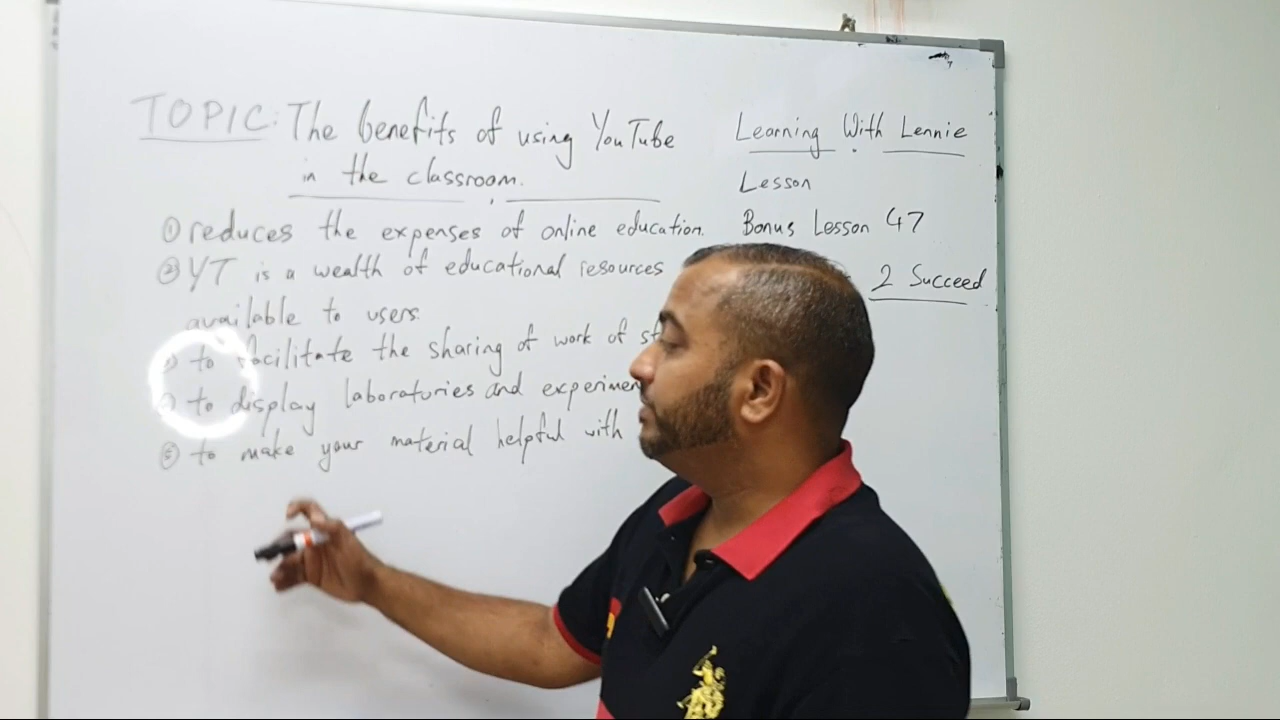 TOPIC: The benefits of using YouTube
in the classroom.
① reduces the expenses of online education.
② YT is a wealth of educational resources
available to users.
to facilitate the sharing of work of
to display laboratories and experimen
⑤ to make your material helpful with
Learning With Lennie
Lesson
Bonus Lesson 47
2 Succeed